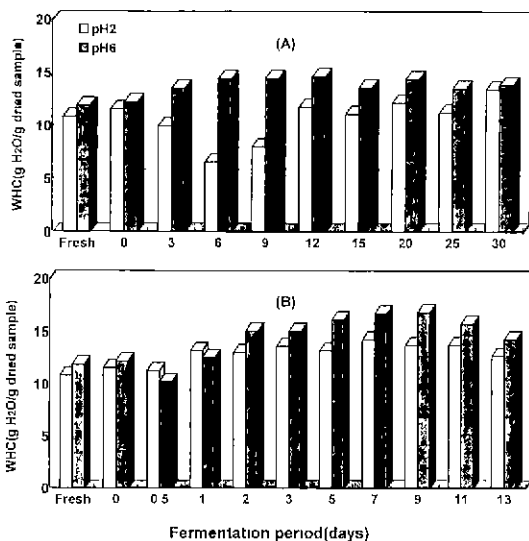 20
pH2
pH6
(A)
15
10
5
0
WHC(g H2O/g dried sample)
Fresh 0 3 6 9 12 15 20 25 30
20
(B)
15
10
5
0
WHC(g H2O/g dried sample)
Fresh 0 0 5 1 2 3 5 7 9 11 13
Fermentation period(days)